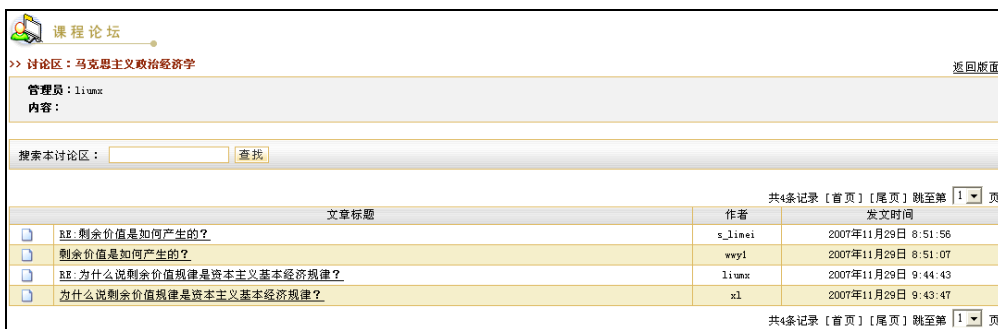 课程论坛
>> 讨论区：马克思主义政治经济学 返回版面
管理员：liumx
内容：
搜索本讨论区： 查找
共4条记录 [首页] [尾页] 跳至第 1 页
文章标题 作者 发文时间
RE:剩余价值是如何产生的？ s_limei 2007年11月29日 8:51:56
剩余价值是如何产生的？ wwy1 2007年11月29日 8:51:07
RE:为什么说剩余价值规律是资本主义基本经济规律？ liumx 2007年11月29日 9:44:43
为什么说剩余价值规律是资本主义基本经济规律？ xl 2007年11月29日 9:43:47
共4条记录 [首页] [尾页] 跳至第 1 页